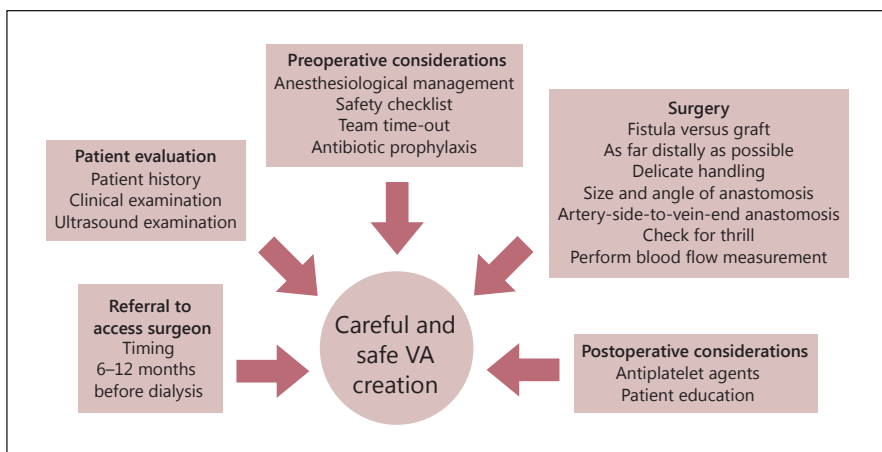 Preoperative considerations
Anesthesiological management
Safety checklist
Team time-out
Antibiotic prophylaxis
Surgery
Fistula versus graft
As far distally as possible
Delicate handling
Size and angle of anastomosis
Artery-side-to-vein-end anastomosis
Check for thrill
Perform blood flow measurement
Patient evaluation
Patient history
Clinical examination
Ultrasound examination
Referral to
access surgeon
Timing
6–12 months
before dialysis
Careful and
safe VA
creation
Postoperative considerations
Antiplatelet agents
Patient education